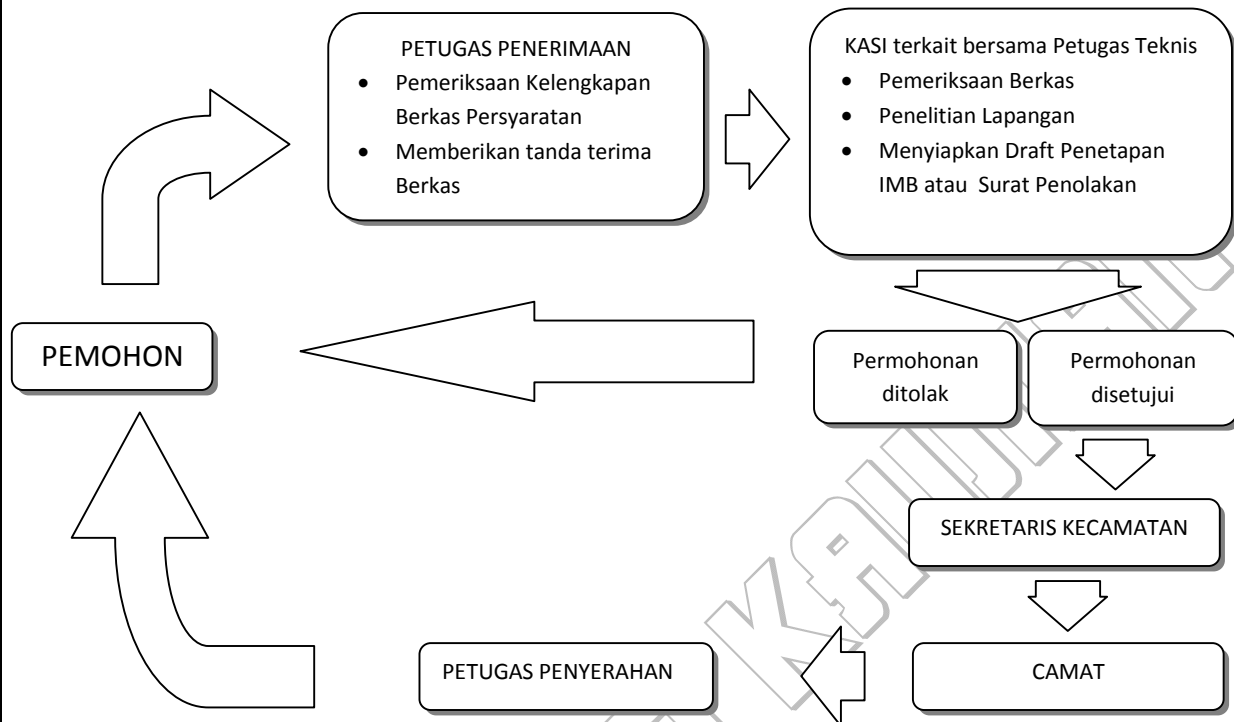 PETUGAS PENERIMAAN
• Pemeriksaan Kelengkapan
Berkas Persyaratan
• Memberikan tanda terima
Berkas
KASI terkait bersama Petugas Teknis
• Pemeriksaan Berkas
• Penelitian Lapangan
• Menyiapkan Draft Penetapan
IMB atau Surat Penolakan
PEMOHON
Permohonan
ditolak
Permohonan
disetujui
SEKRETARIS KECAMATAN
CAMAT
PETUGAS PENYERAHAN